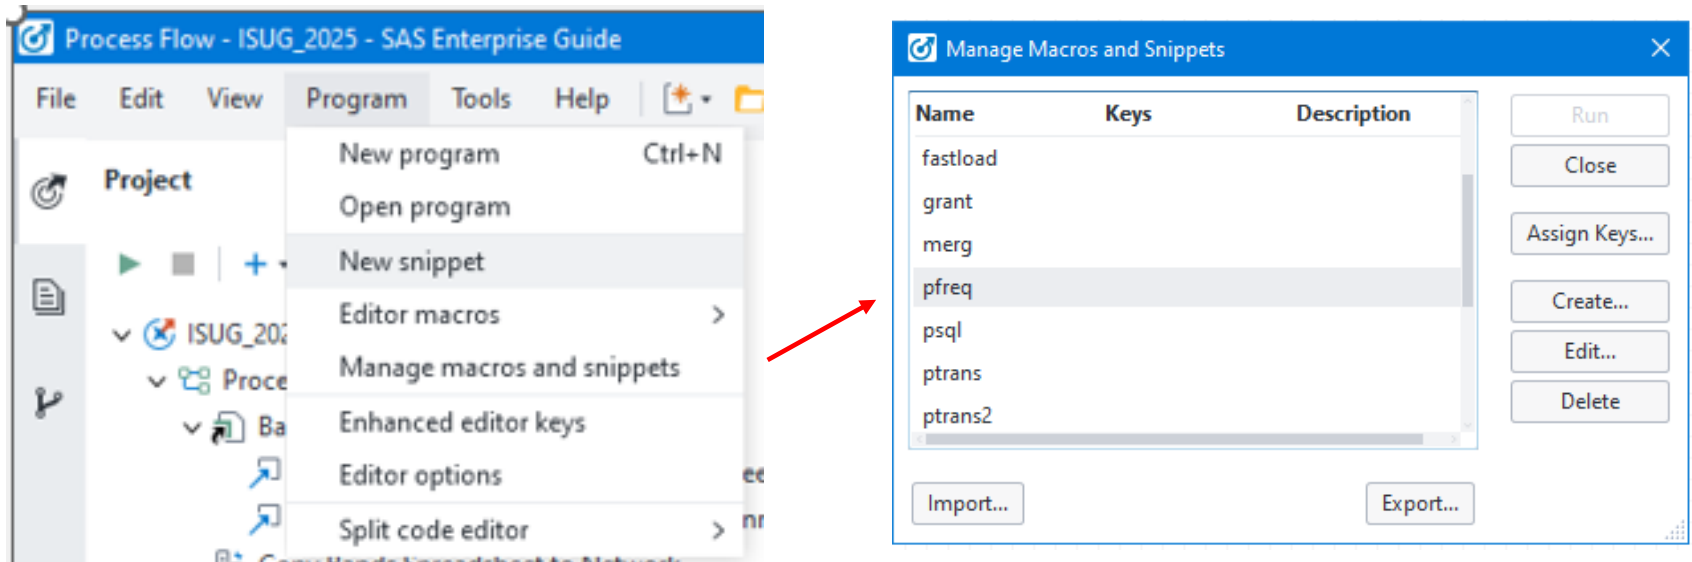 Process Flow - ISUG_2025 - SAS Enterprise Guide
File Edit View Program Tools Help
Project
New program Ctrl+N
Open program
New snippet
Editor macros
Manage macros and snippets
Enhanced editor keys
Editor options
Split code editor
ISUG_202
Proce
Ba
Manage Macros and Snippets
Name Keys Description
fastload
grant
merg
pfreq
psql
ptrans
ptrans2
Run
Close
Assign Keys...
Create...
Edit...
Delete
Import...
Export...